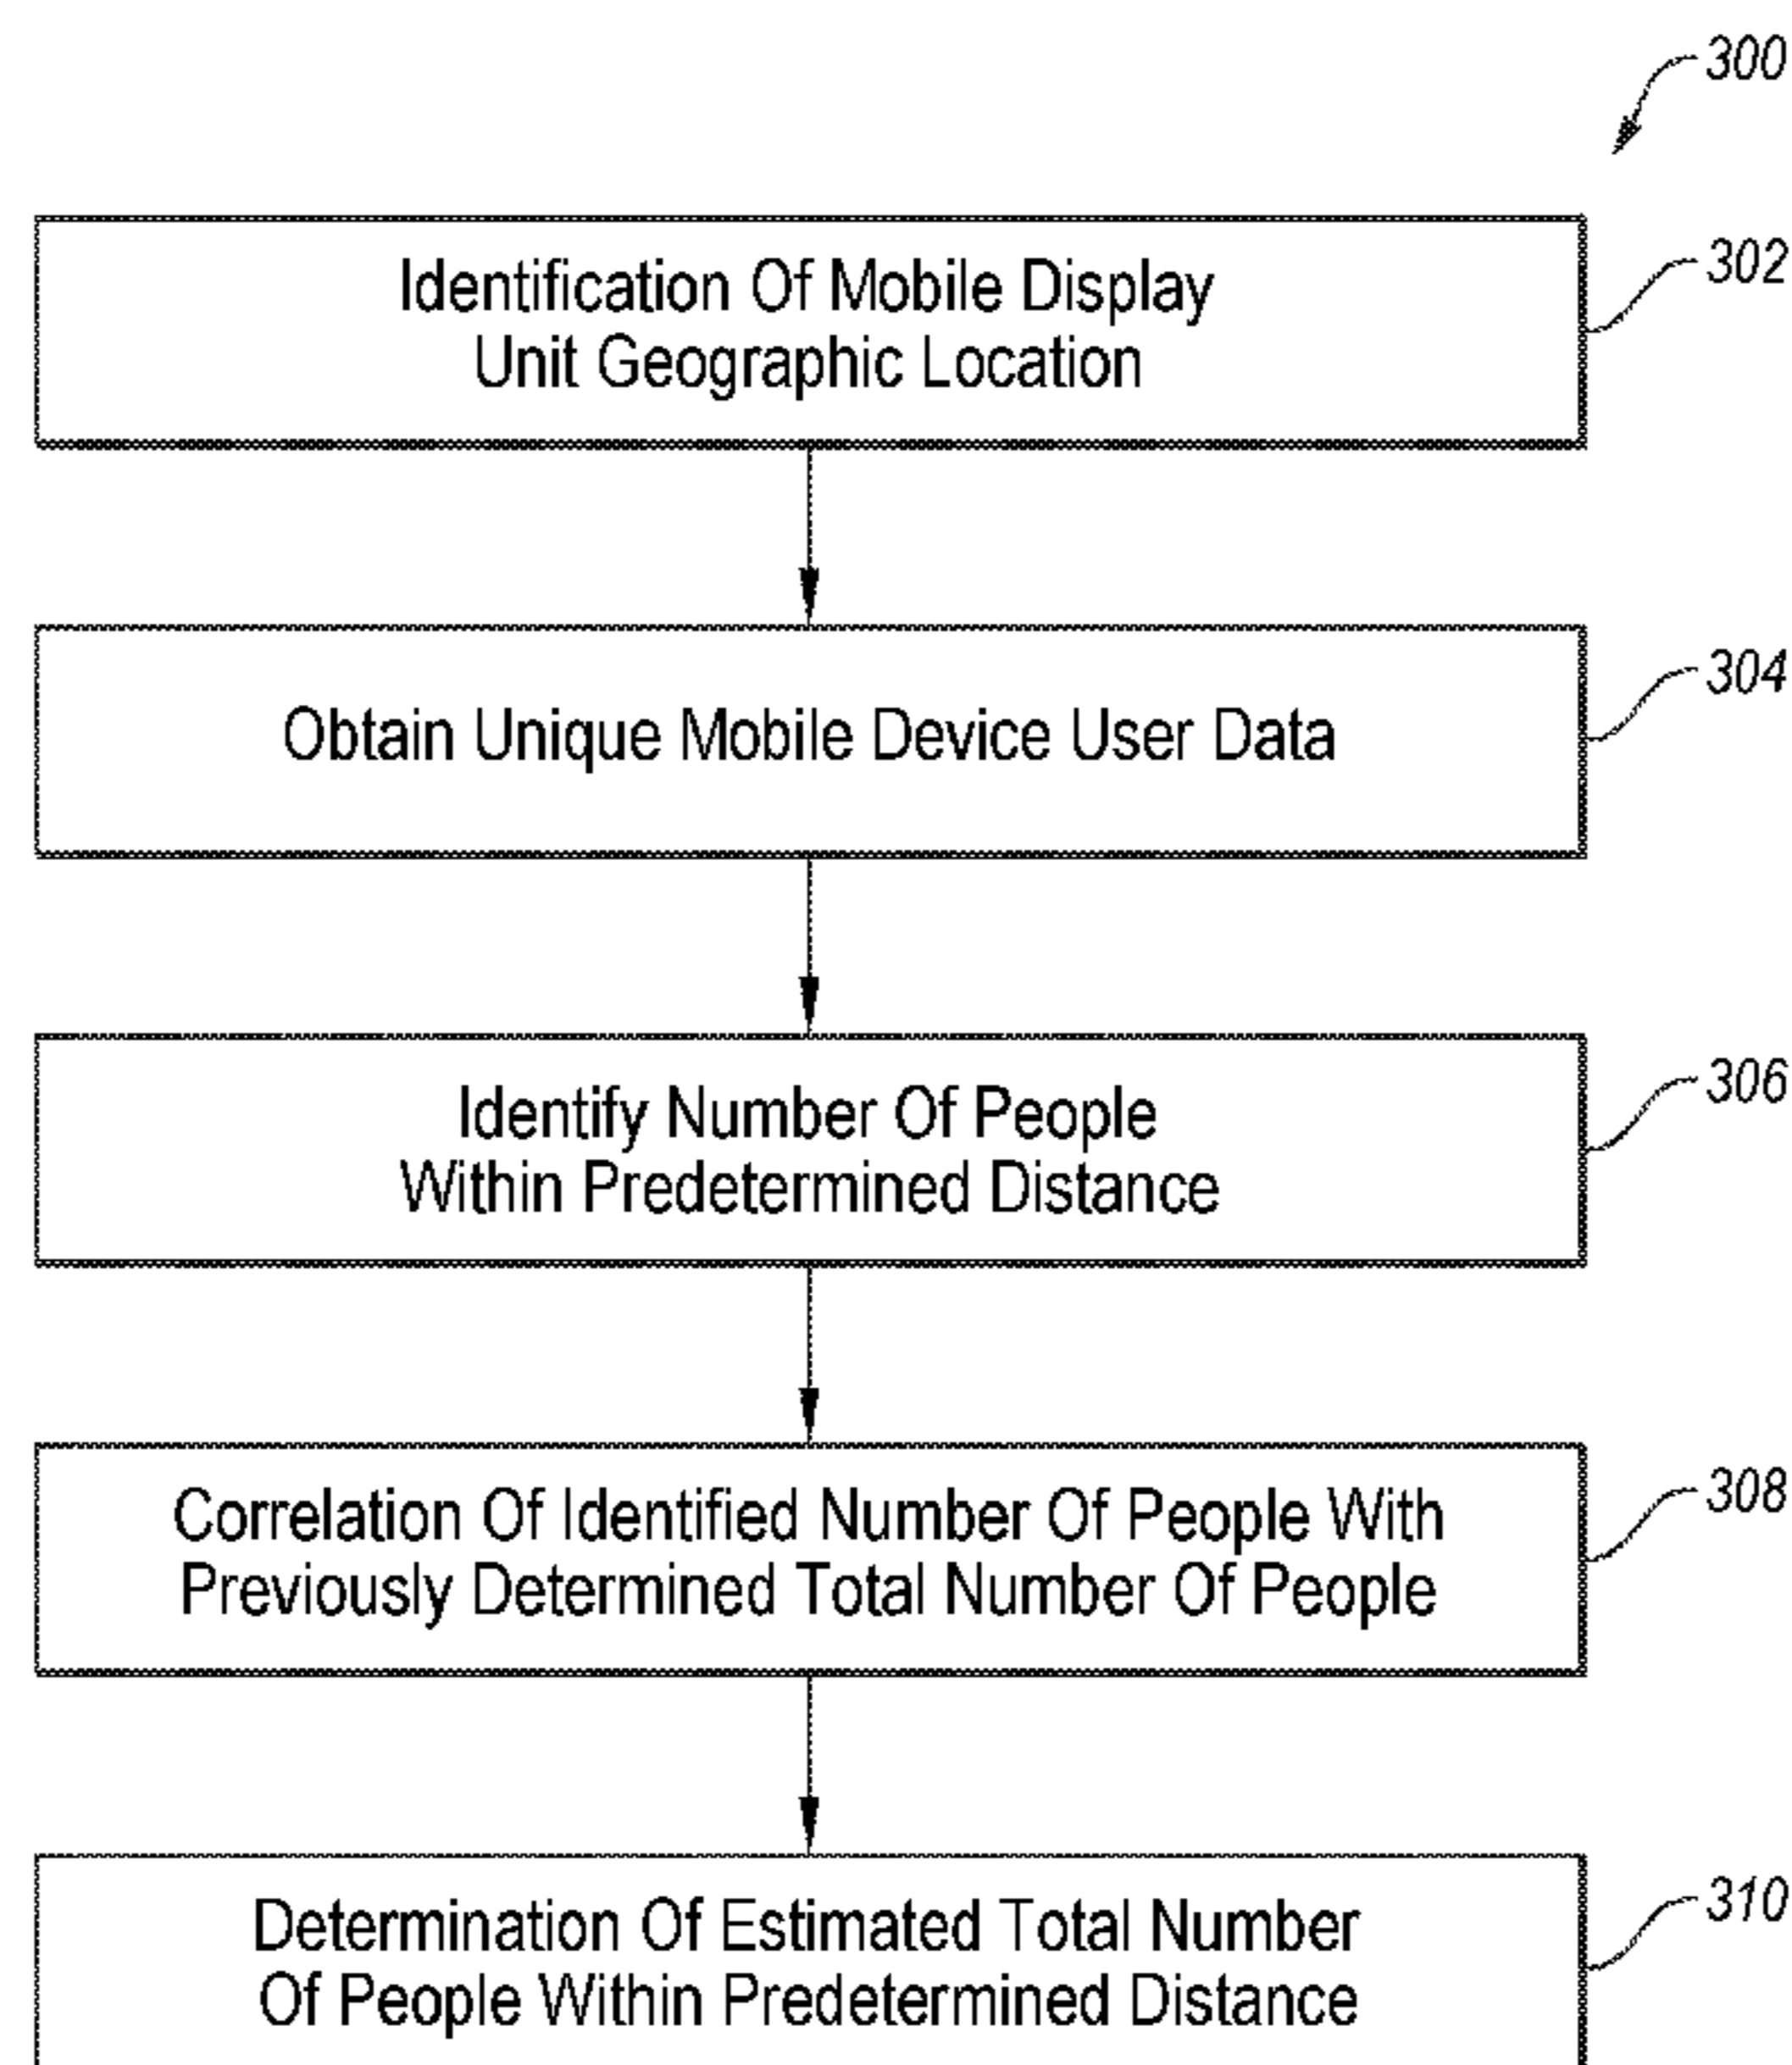 300
Identification Of Mobile Display
Unit Geographic Location
302
Obtain Unique Mobile Device User Data
304
Identify Number Of People
Within Predetermined Distance
306
Correlation Of Identified Number Of People With
Previously Determined Total Number Of People
308
Determination Of Estimated Total Number
Of People Within Predetermined Distance
310